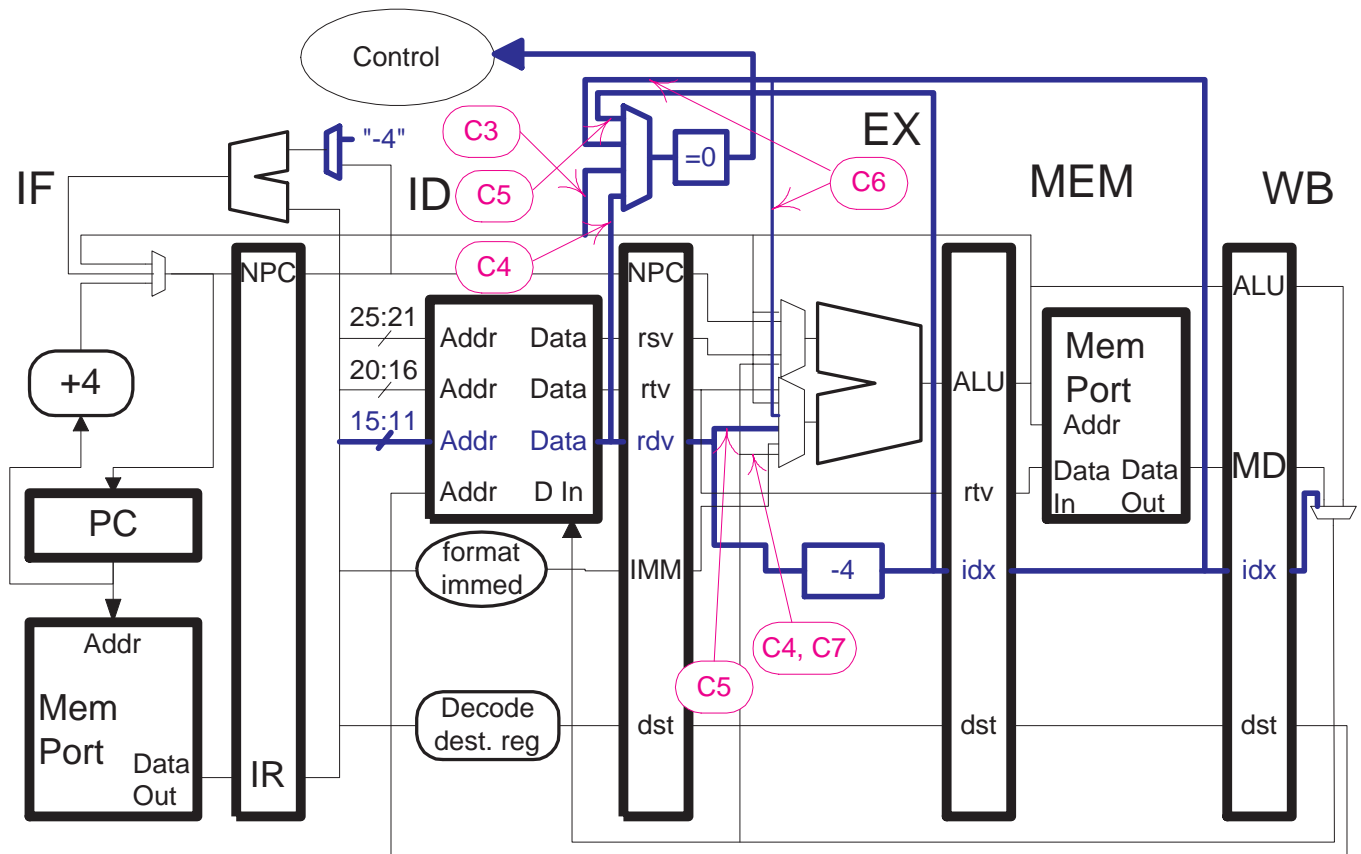 Control
"-4"
C3
C5
C4
=0
C6
EX
IF
ID
MEM
WB
NPC
NPC
ALU
25:21
20:16
15:11
Addr Data
Addr Data
Addr Data
Addr D In
rsv
rtv
rdv
ALU
Mem
Port
Addr
Data
In
Data
Out
MD
+4
PC
rtv
format
immed
IMM
-4
idx
idx
C4, C7
C5
Addr
Mem
Port
Data
Out
IR
Decode
dest. reg
dst
dst
dst